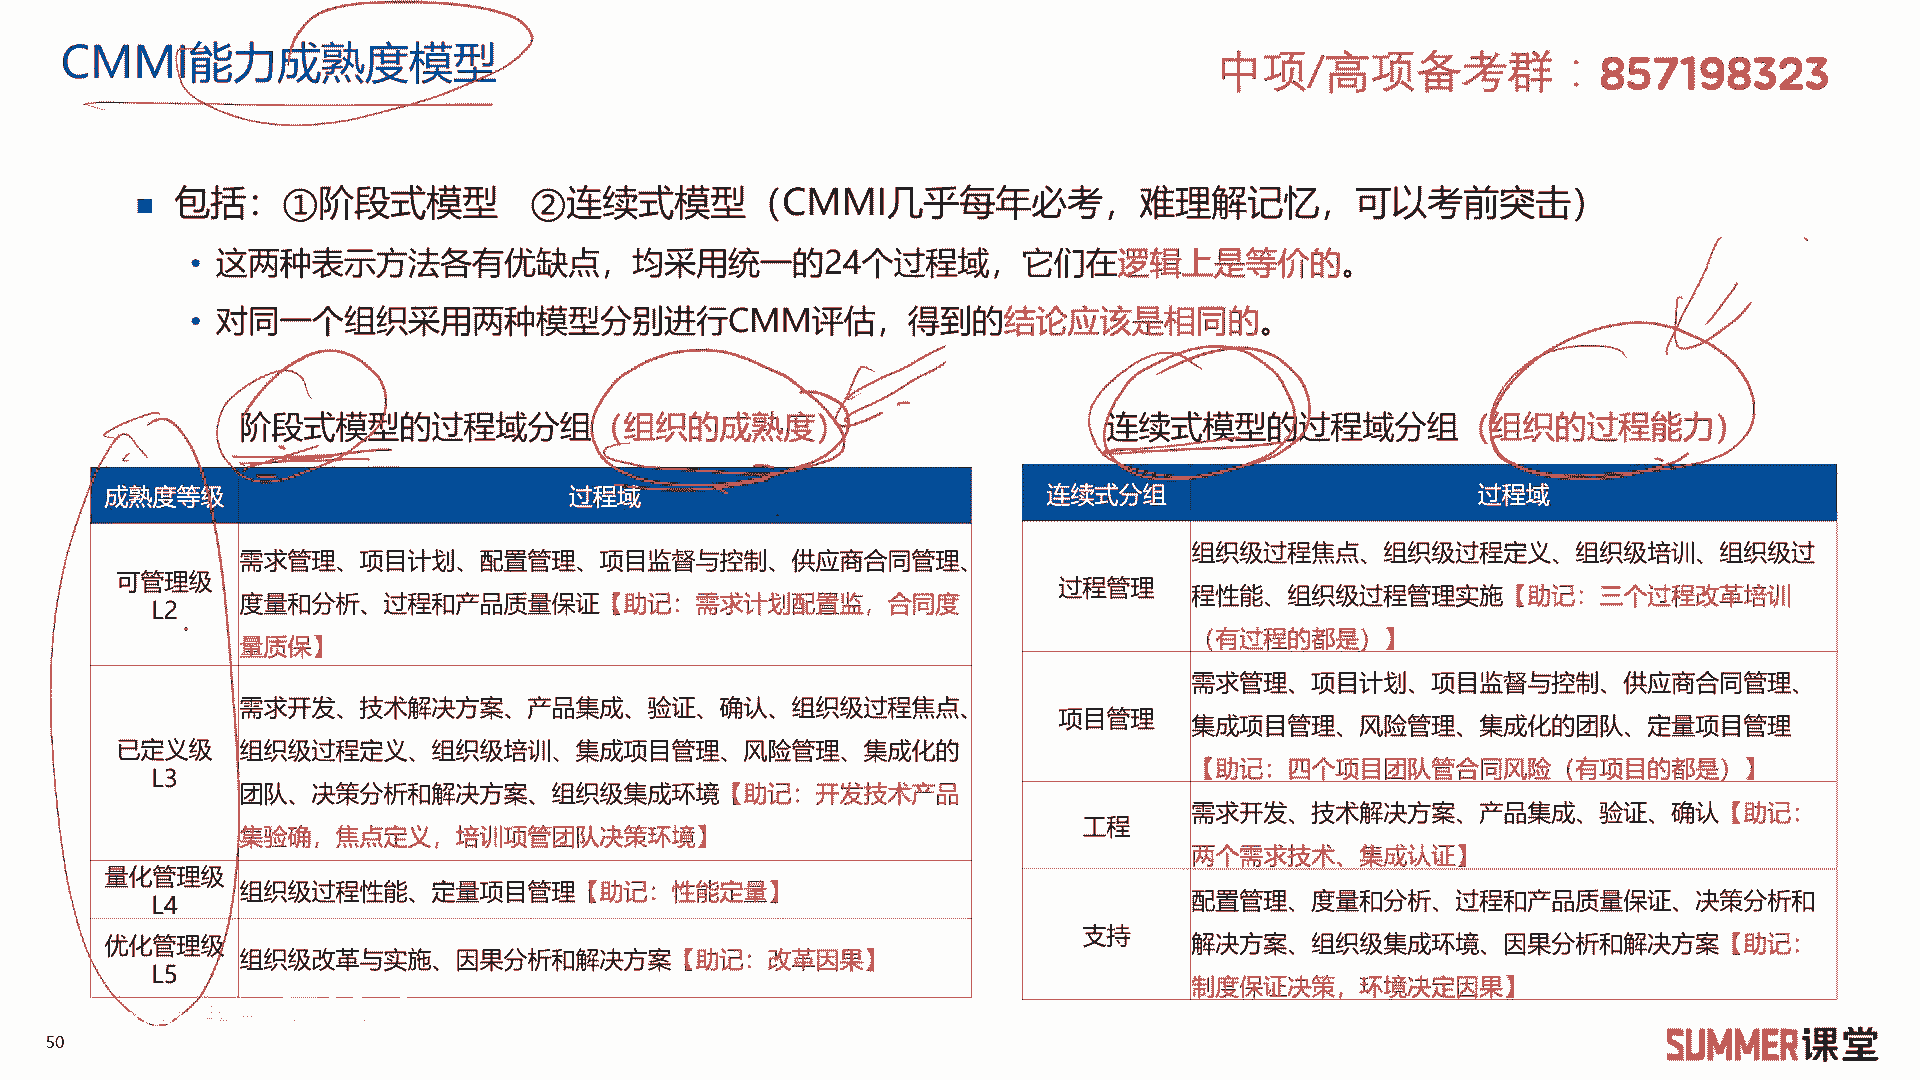 CMMI能力成熟度模型
中项/高项备考群：857198323
■ 包括：①阶段式模型 ②连续式模型（CMMI几乎每年必考，难理解记忆，可以考前突击）
• 这两种表示方法各有优缺点，均采用统一的24个过程域，它们在逻辑上是等价的。
• 对同一个组织采用两种模型分别进行CMM评估，得到的结论应该是相同的。
阶段式模型的过程域分组（组织的成熟度）
成熟度等级 过程域
可管理级
L2
需求管理、项目计划、配置管理、项目监督与控制、供应商合同管理、
度量和分析、过程和产品质量保证【助记：需求计划配置监，合同度
量质保】
已定义级
L3
需求开发、技术解决方案、产品集成、验证、确认、组织级过程焦点、
组织级过程定义、组织级培训、集成项目管理、风险管理、集成化的
团队、决策分析和解决方案、组织级集成环境【助记：开发技术产品
集验确，焦点定义，培训项管团队决策环境】
量化管理级
L4
组织级过程性能、定量项目管理【助记：性能定量】
优化管理级
L5
组织级改革与实施、因果分析和解决方案【助记：改革因果】
连续式模型的过程域分组（组织的过程能力）
连续式分组 过程域
过程管理
组织级过程焦点、组织级过程定义、组织级培训、组织级过
程性能、组织级过程管理实施【助记：三个过程改革培训
（有过程的都是）】
项目管理
需求管理、项目计划、项目监督与控制、供应商合同管理、
集成项目管理、风险管理、集成化的团队、定量项目管理
【助记：四个项目团队管合同风险（有项目的都是）】
工程
需求开发、技术解决方案、产品集成、验证、确认【助记：
两个需求技术、集成认证】
支持
配置管理、度量和分析、过程和产品质量保证、决策分析和
解决方案、组织级集成环境、因果分析和解决方案【助记：
制度保证决策，环境决定因果】
50
SUMMER课堂